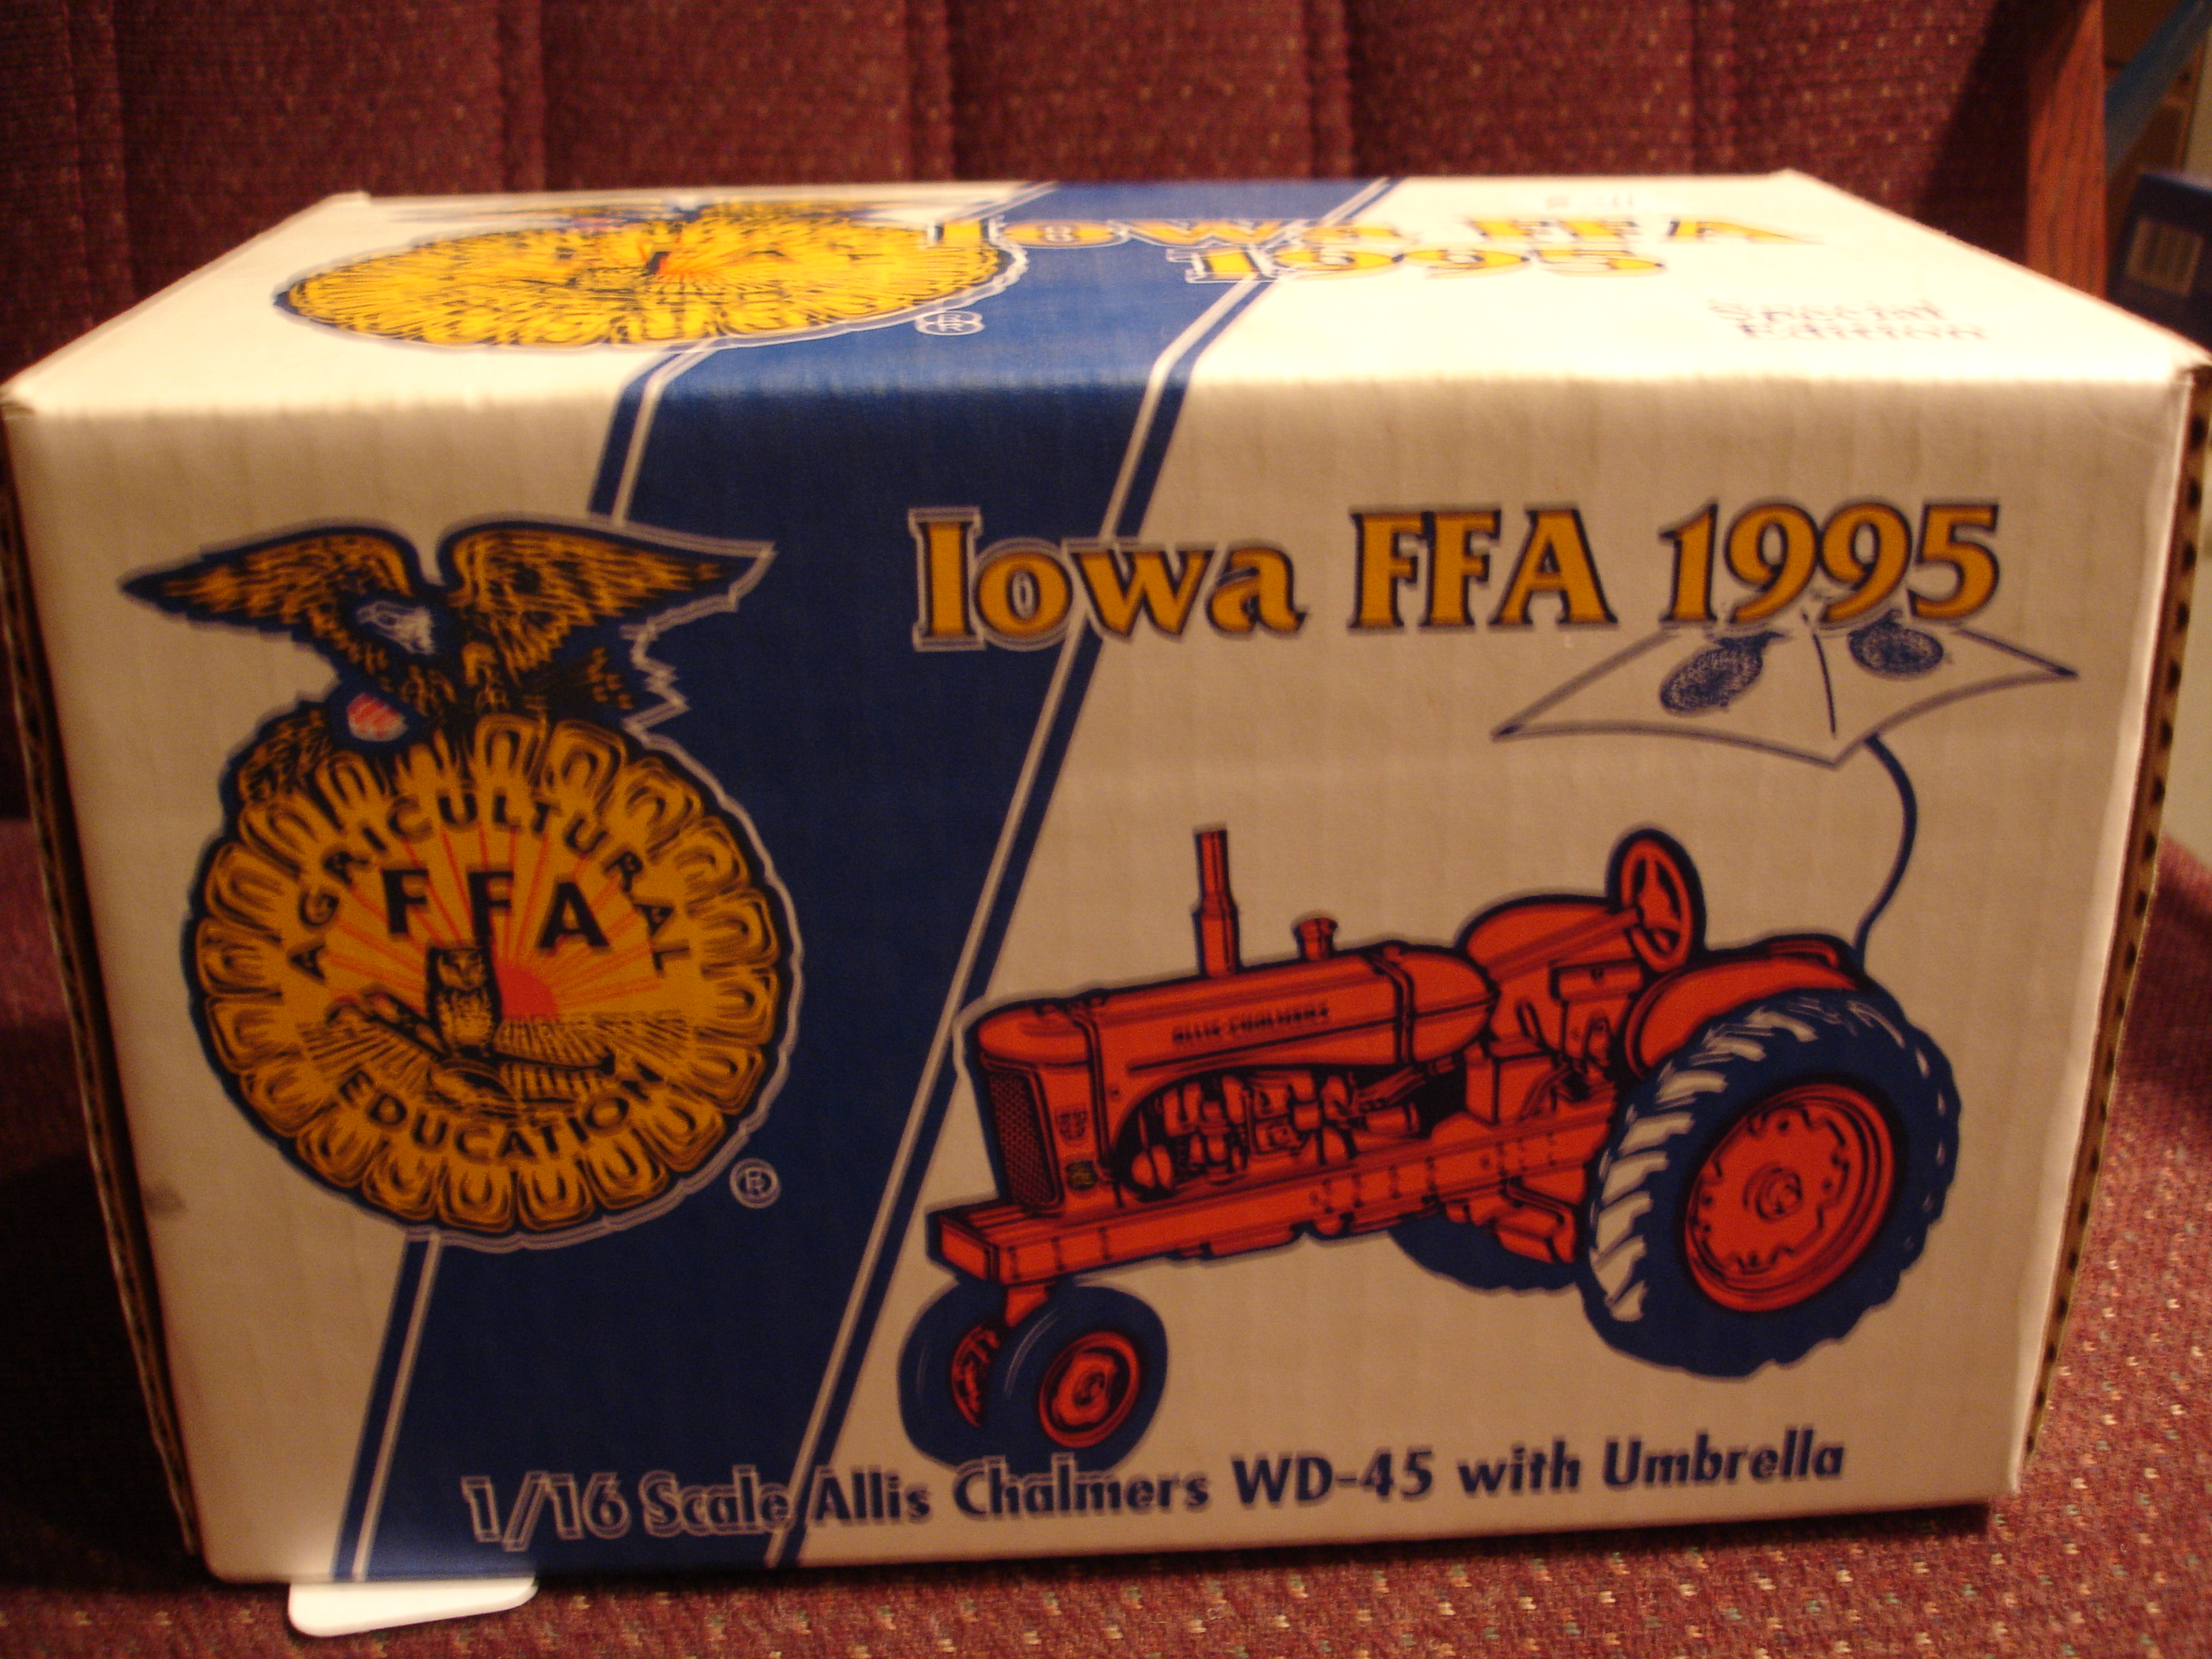 Iowa FFA
1995
®
Special
Edition
Iowa FFA 1995
AGRICULTURAL
FFA
EDUCATION
®
ALLIS-CHALMERS
1/16 Scale Allis Chalmers WD-45 with Umbrella